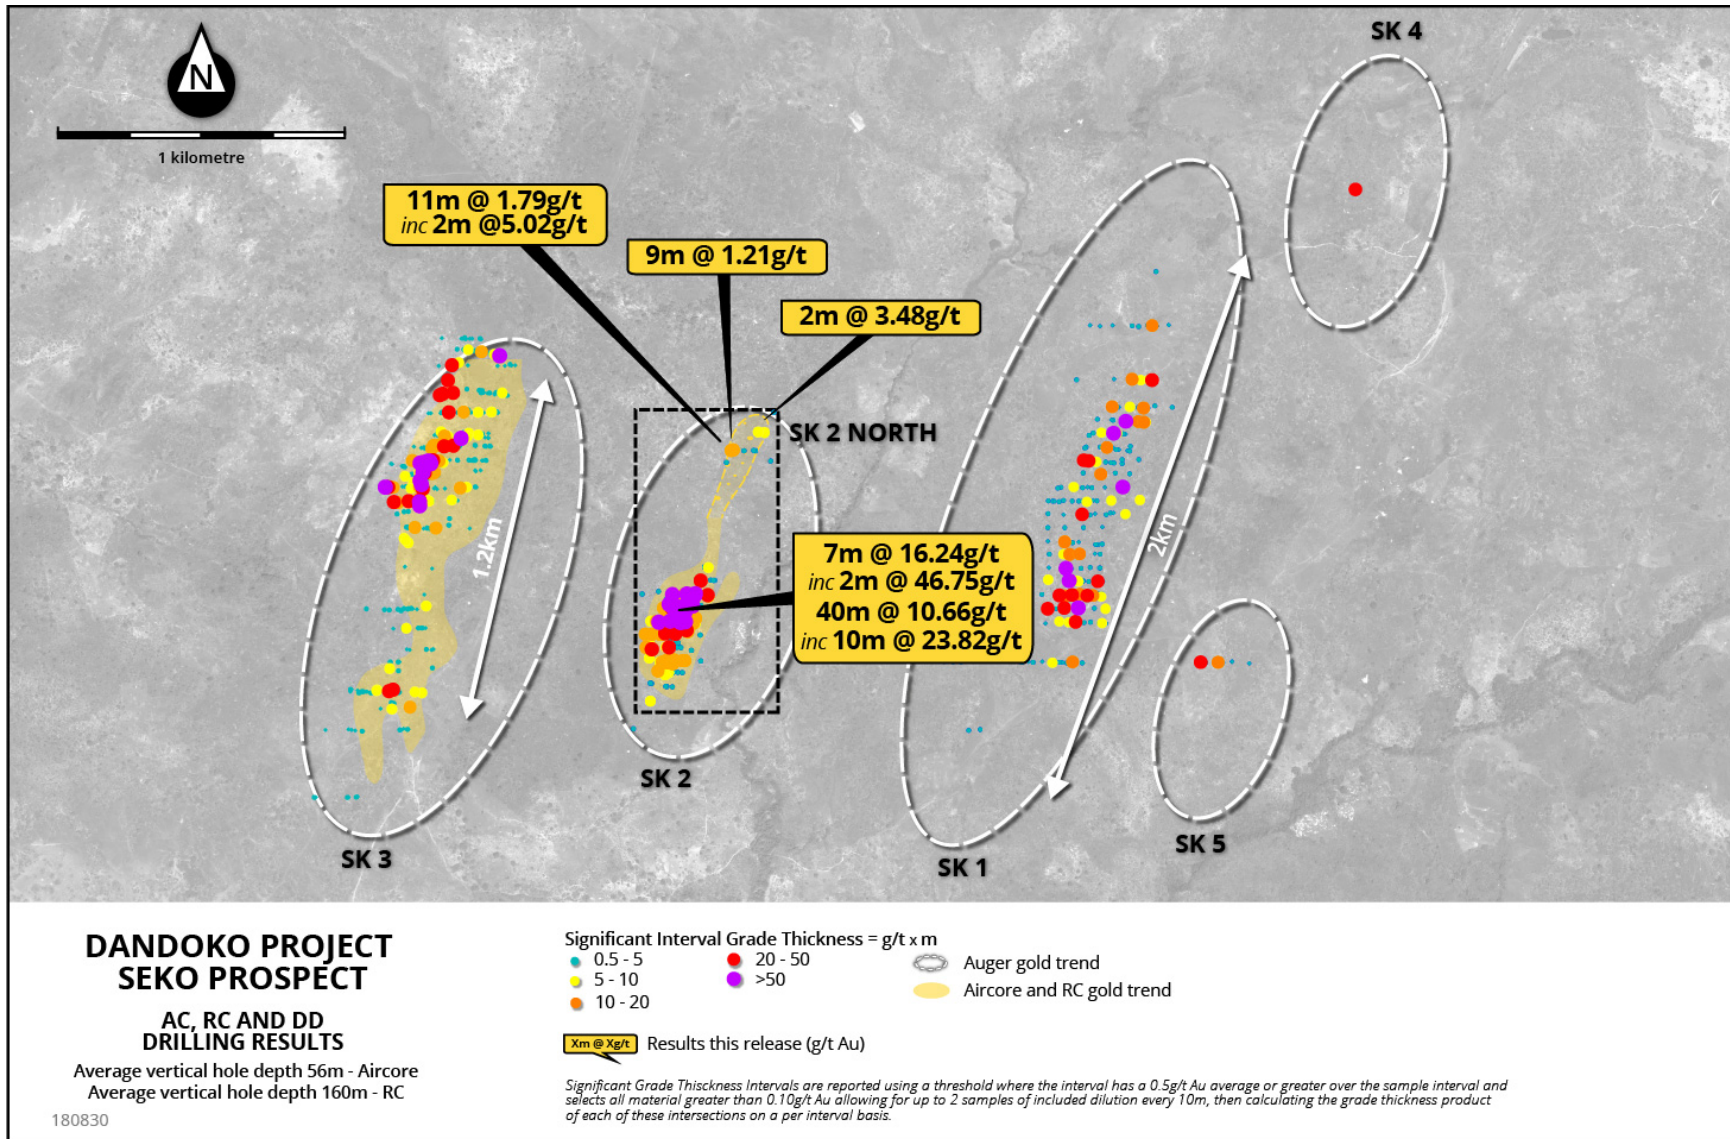 SK 4
N
1 kilometre
11m @ 1.79g/t
inc 2m @5.02g/t
9m @ 1.21g/t
2m @ 3.48g/t
SK 2 NORTH
1.2km
7m @ 16.24g/t
inc 2m @ 46.75g/t
40m @ 10.66g/t
inc 10m @ 23.82g/t
2km
SK 2
SK 3
SK 1
SK 5
DANDOKO PROJECT
SEKO PROSPECT
AC, RC AND DD
DRILLING RESULTS
Average vertical hole depth 56m - Aircore
Average vertical hole depth 160m - RC
180830
Significant Interval Grade Thickness = g/t x m
0.5 - 5
5 - 10
10 - 20
20 - 50
>50
Auger gold trend
Aircore and RC gold trend
Xm @ Xg/t
Results this release (g/t Au)
Significant Grade Thisckness Intervals are reported using a threshold where the interval has a 0.5g/t Au average or greater over the sample interval and
selects all material greater than 0.10g/t Au allowing for up to 2 samples of included dilution every 10m, then calculating the grade thickness product
of each of these intersections on a per interval basis.